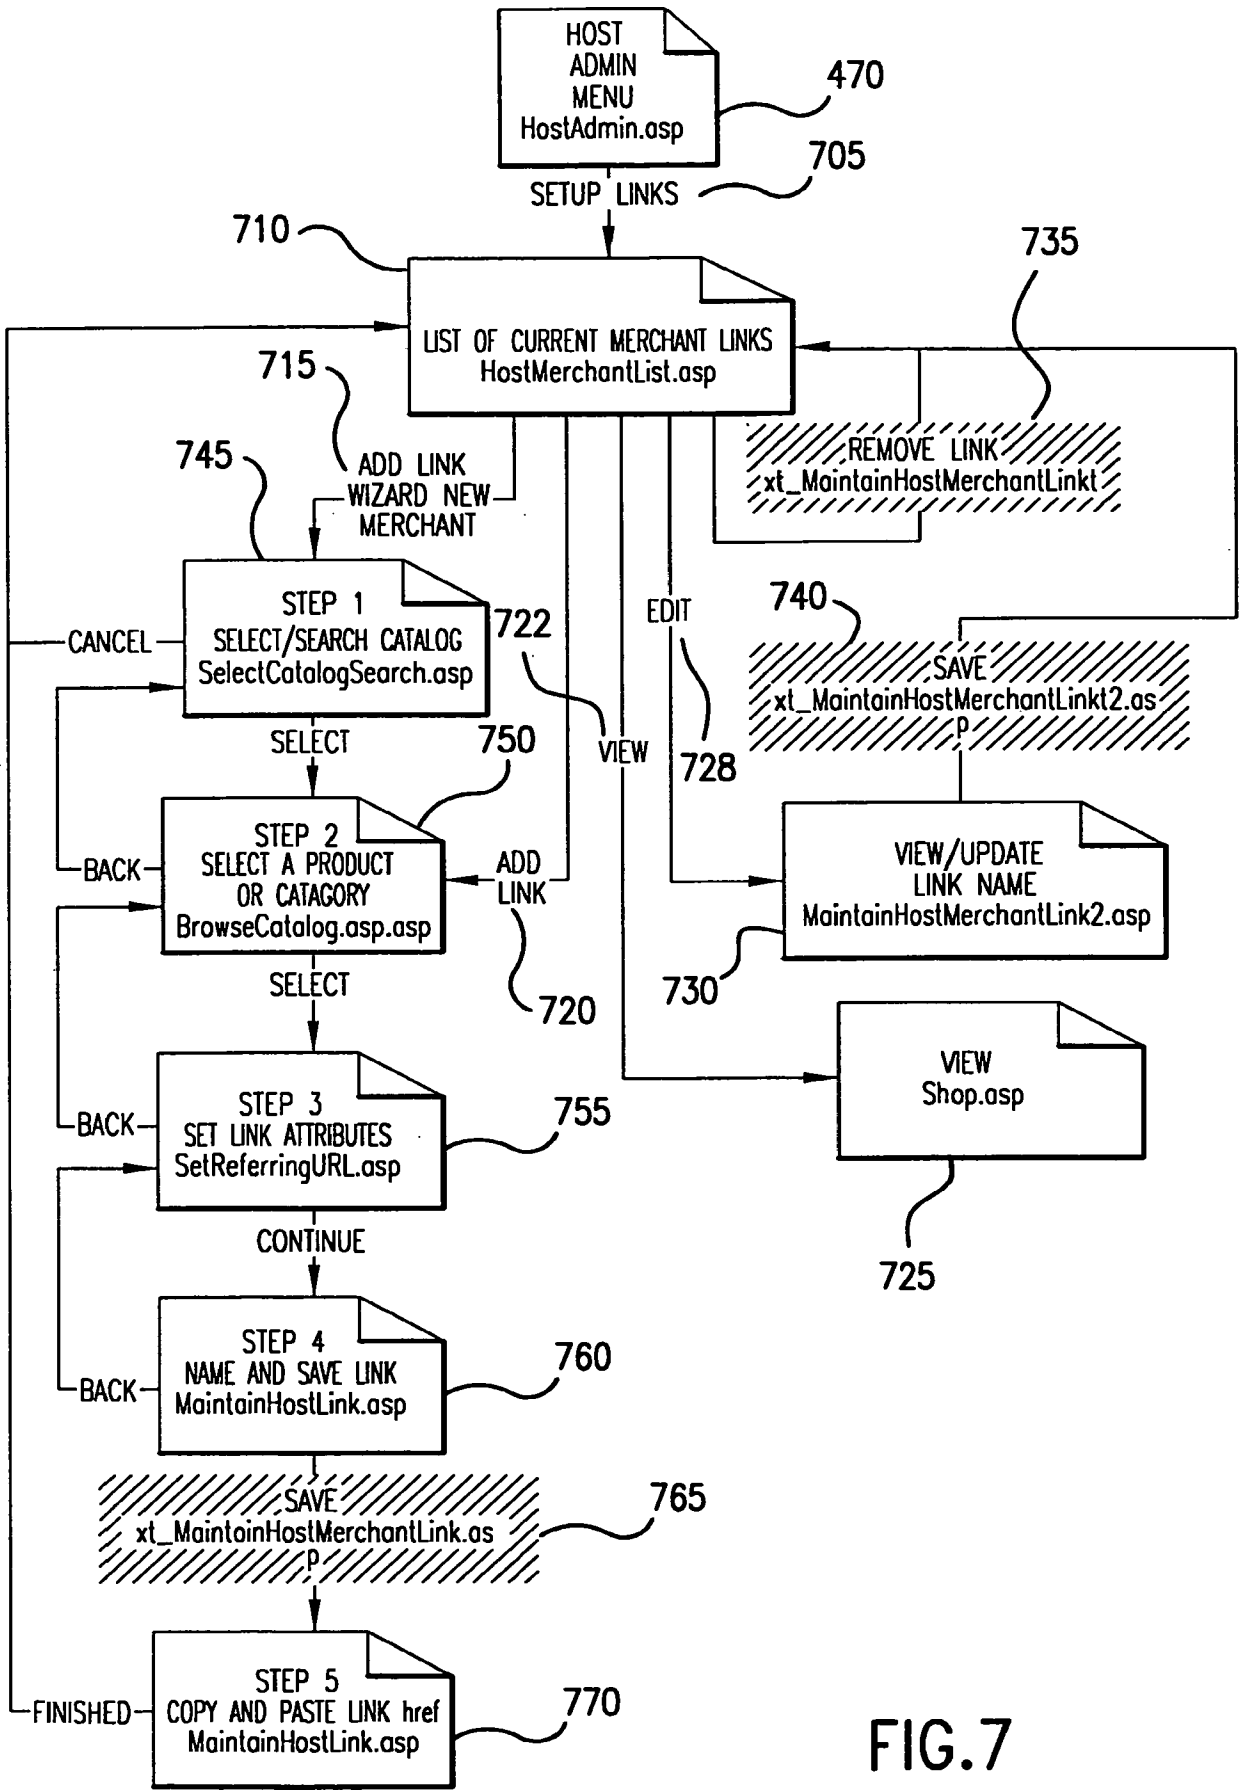 HOST
ADMIN
MENU
HostAdmin.asp
470
SETUP LINKS
705
710
735
LIST OF CURRENT MERCHANT LINKS
HostMerchantList.asp
715
ADD LINK
WIZARD NEW
MERCHANT
745
REMOVE LINK
xt_MaintainHostMerchantLinkt
STEP 1
SELECT/SEARCH CATALOG
SelectCatalogSearch.asp
CANCEL
722
EDIT
740
SAVE
xt_MaintainHostMerchantLinkt2.as
p
SELECT
750
VIEW
728
STEP 2
SELECT A PRODUCT
OR CATAGORY
BrowseCatalog.asp.asp
BACK
ADD
LINK
720
VIEW/UPDATE
LINK NAME
MaintainHostMerchantLink2.asp
730
SELECT
STEP 3
SET LINK ATTRIBUTES
SetReferringURL.asp
BACK
755
VIEW
Shop.asp
725
CONTINUE
STEP 4
NAME AND SAVE LINK
MaintainHostLink.asp
BACK
760
SAVE
xt_MaintainHostMerchantLink.as
p
765
STEP 5
COPY AND PASTE LINK href
MaintainHostLink.asp
FINISHED
770
FIG.7